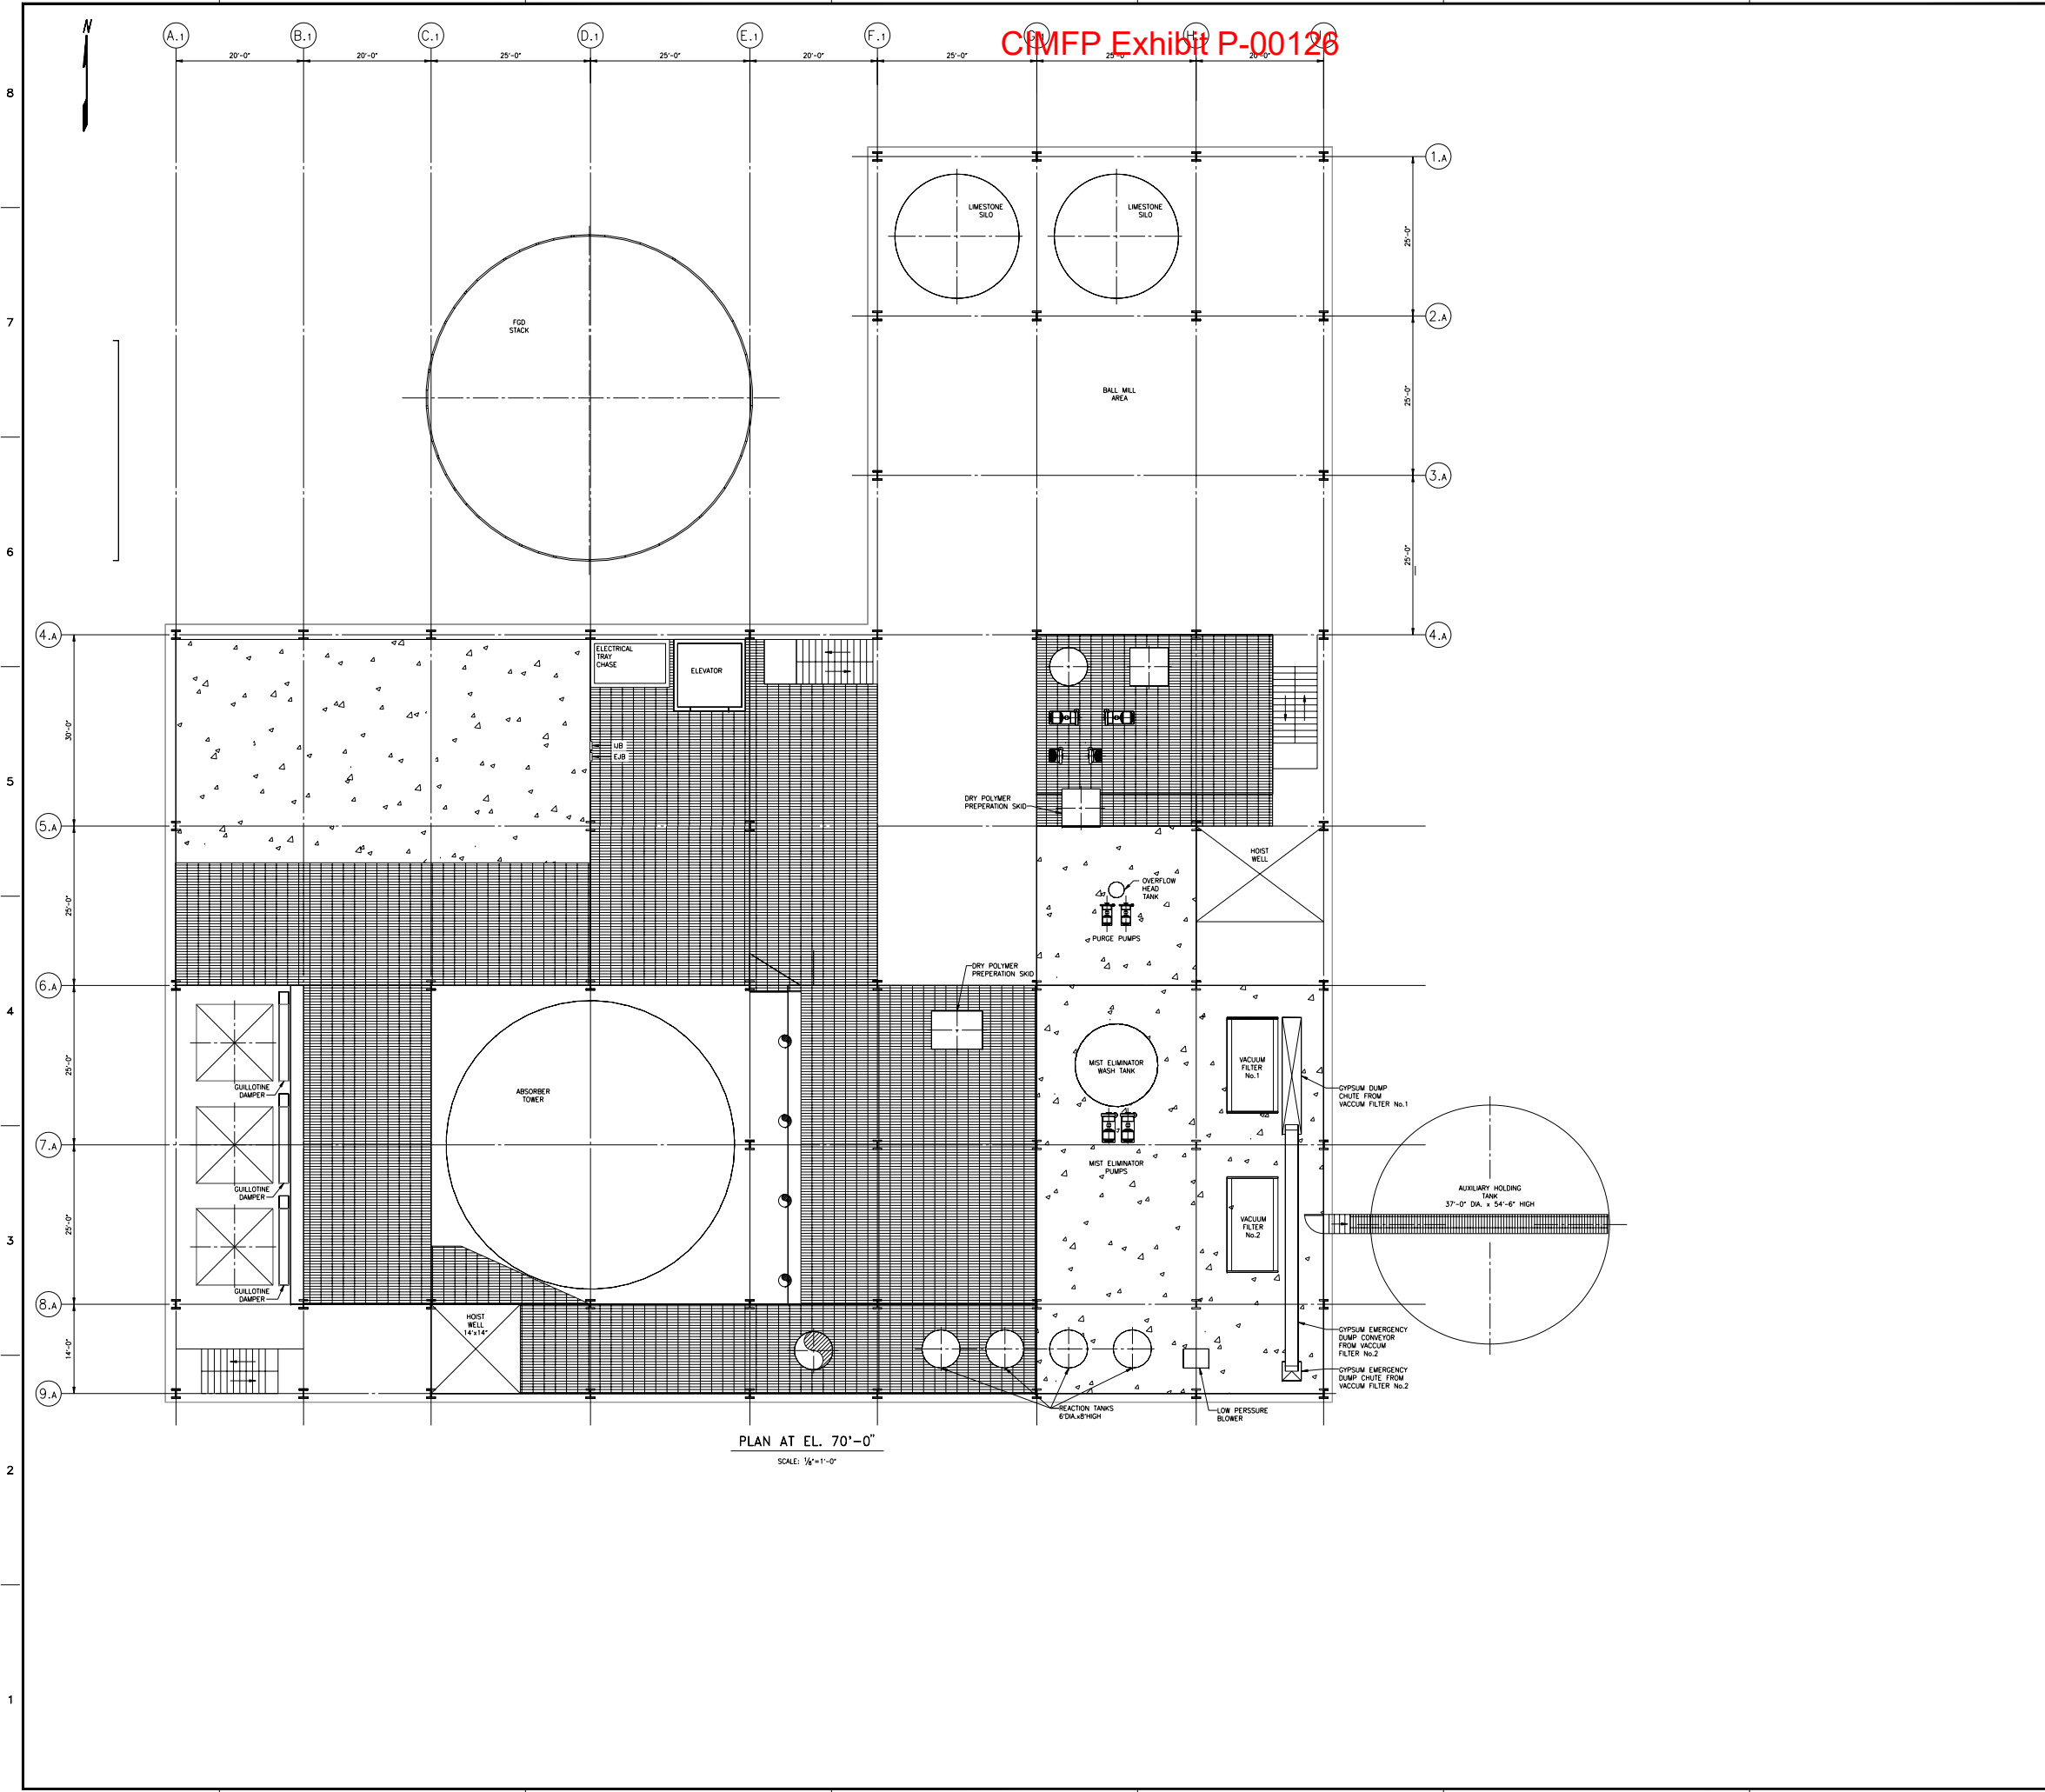 N
A.1
B.1
C.1
D.1
E.1
F.1
G.1
H.1
CIMFP Exhibit P-00126
20'-0"
20'-0"
25'-0"
25'-0"
20'-0"
25'-0"
25'-0"
20'-0"
8
1.A
LIMESTONE
SILO
LIMESTONE
SILO
25'-0"
7
FGD
STACK
2.A
BALL MILL
AREA
25'-0"
3.A
6
25'-0"
4.A
4.A
ELECTRICAL
TRAY
CHASE
ELEVATOR
30'-0"
IJB
EJB
5
DRY POLYMER
PREPERATION SKID
5.A
HOIST
WELL
OVERFLOW
HEAD
TANK
25'-0"
PURGE PUMPS
DRY POLYMER
PREPERATION SKID
6.A
4
25'-0"
GUILLOTINE
DAMPER
ABSORBER
TOWER
MIST ELIMINATOR
WASH TANK
VACUUM
FILTER
No.1
GYPSUM DUMP
CHUTE FROM
VACCUM FILTER No.1
7.A
MIST ELIMINATOR
PUMPS
GUILLOTINE
DAMPER
AUXILIARY HOLDING
TANK
37'-0" DIA. x 54'-6" HIGH
25'-0"
VACUUM
FILTER
No.2
3
GUILLOTINE
DAMPER
8.A
HOIST
WELL
14'x14"
14'-0"
GYPSUM EMERGENCY
DUMP CONVEYOR
FROM VACCUM
FILTER No.2
GYPSUM EMERGENCY
DUMP CHUTE FROM
VACCUM FILTER No.2
9.A
REACTION TANKS
6'DIA.x8'HIGH
LOW PERSSURE
BLOWER
PLAN AT EL. 70'-0"
SCALE: 1/8"=1'-0"
2
1